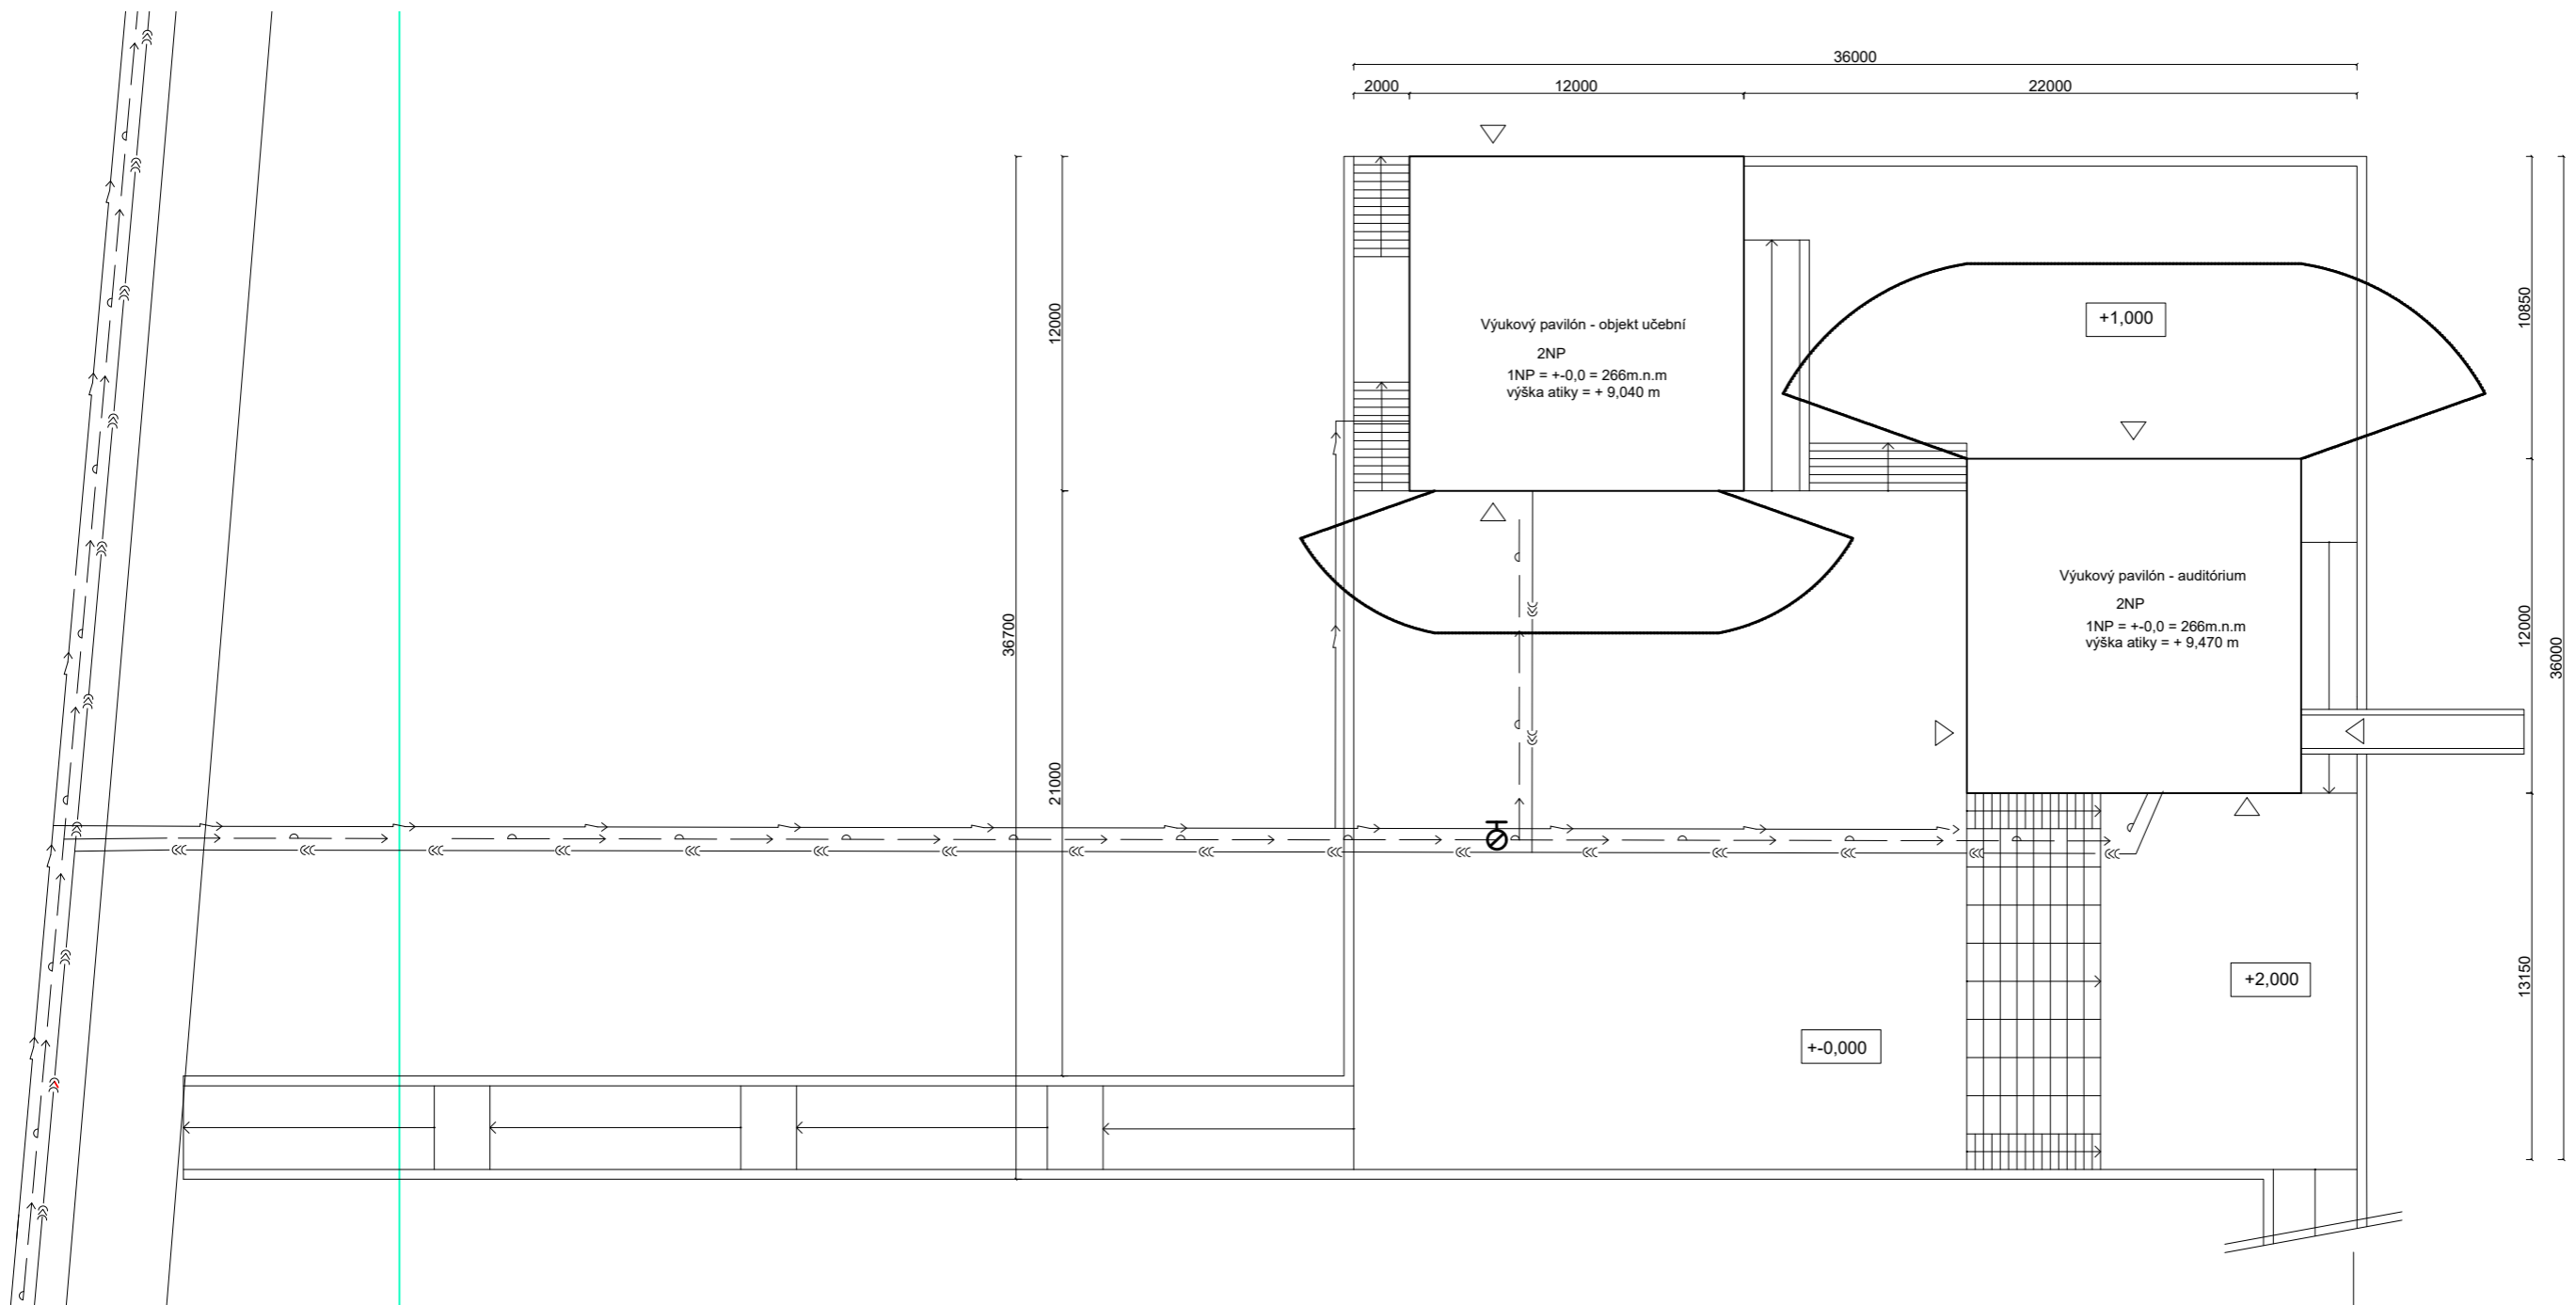 36000
2000
12000
22000
12000
10850
+1,000
Výukový pavilón - objekt učební
2NP
1NP = +-0,0 = 266m.n.m
výška atiky = + 9,040 m
36700
12000
36000
Výukový pavilón - auditórium
2NP
1NP = +-0,0 = 266m.n.m
výška atiky = + 9,470 m
21000
13150
+2,000
+-0,000